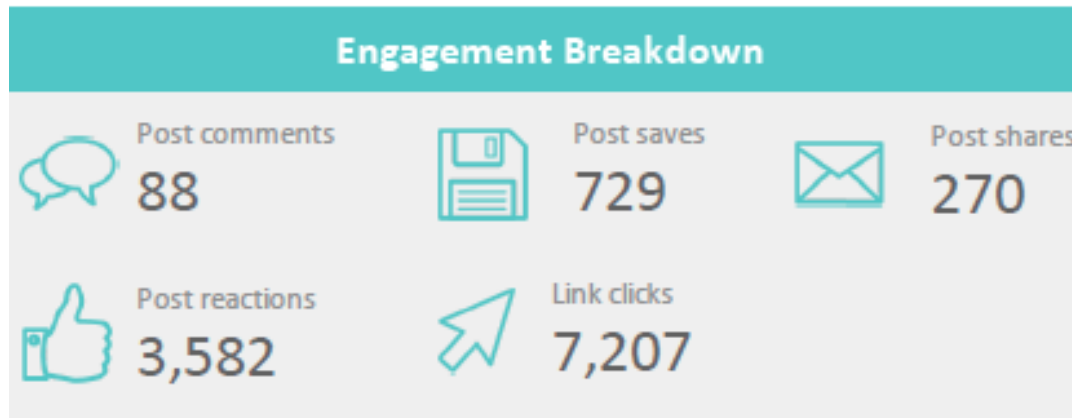 Engagement Breakdown
Post comments
88
Post saves
729
Post shares
270
Post reactions
3,582
Link clicks
7,207